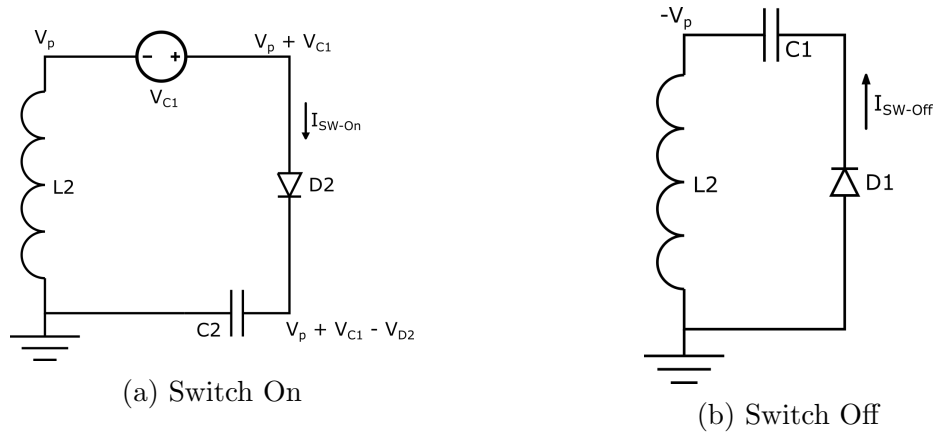 V_p
- +
V_C1
V_p + V_C1
I_SW-On
L2
D2
C2
V_p + V_C1 - V_D2
(a) Switch On
-V_p
C1
I_SW-Off
L2
D1
(b) Switch Off